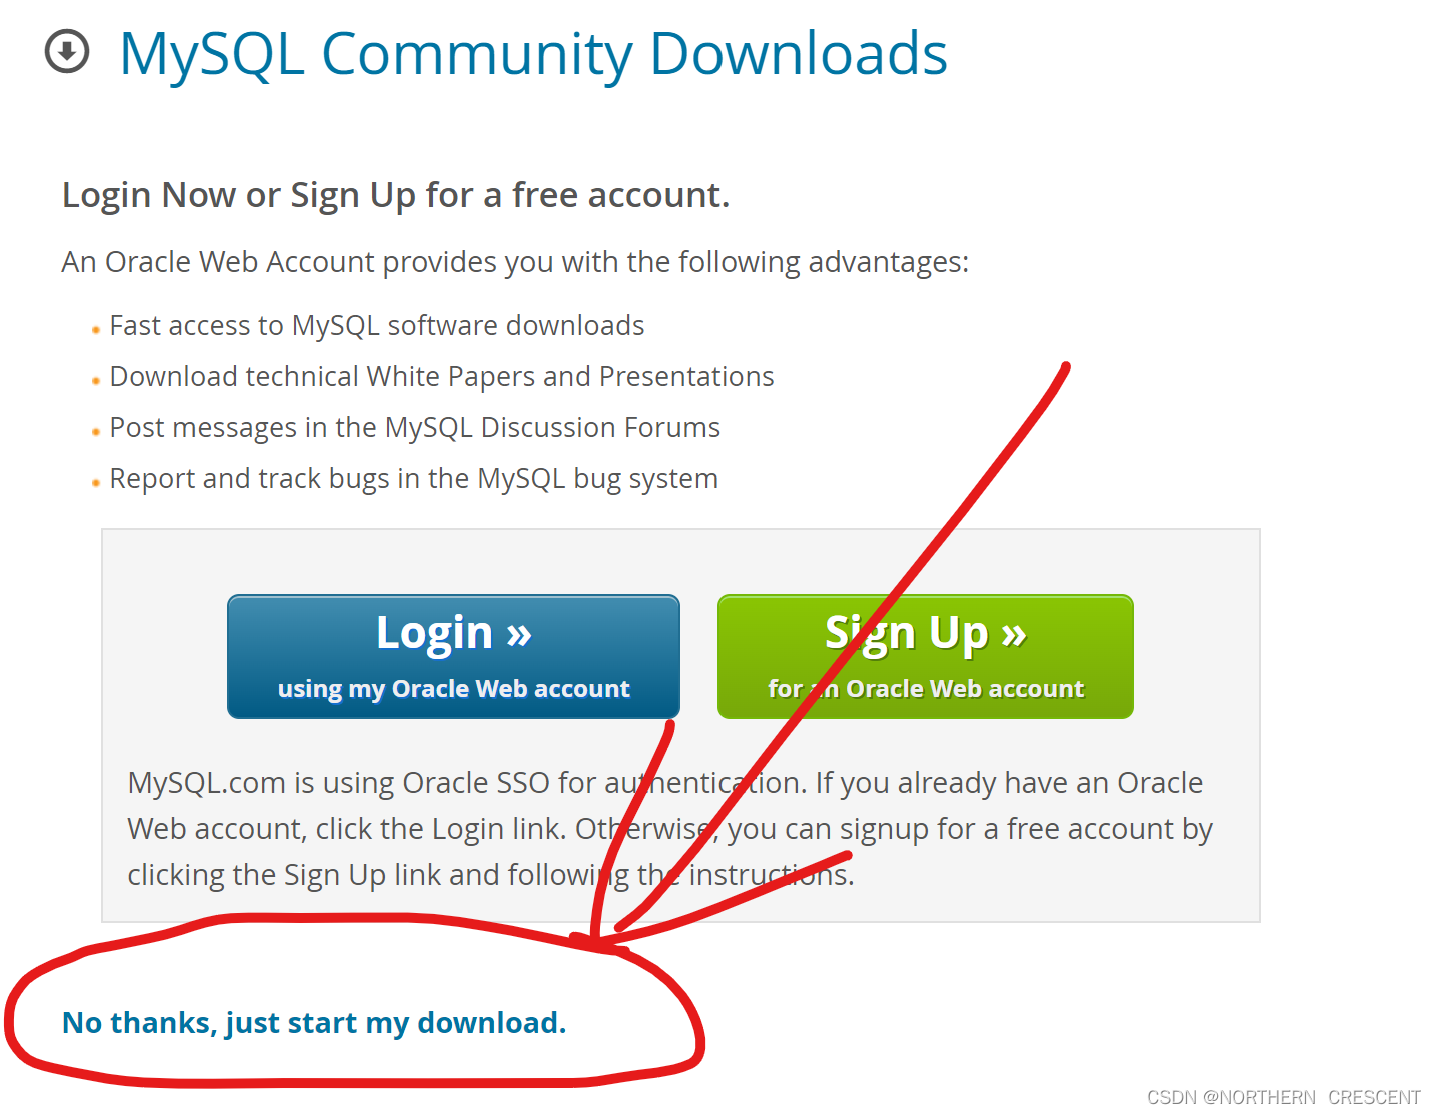 MySQL Community Downloads
Login Now or Sign Up for a free account.
An Oracle Web Account provides you with the following advantages:
Fast access to MySQL software downloads
Download technical White Papers and Presentations
Post messages in the MySQL Discussion Forums
Report and track bugs in the MySQL bug system
Login »
using my Oracle Web account
Sign Up »
for an Oracle Web account
MySQL.com is using Oracle SSO for authentication. If you already have an Oracle
Web account, click the Login link. Otherwise, you can signup for a free account by
clicking the Sign Up link and following the instructions.
No thanks, just start my download.
CSDN @NORTHERN_CRESCENT